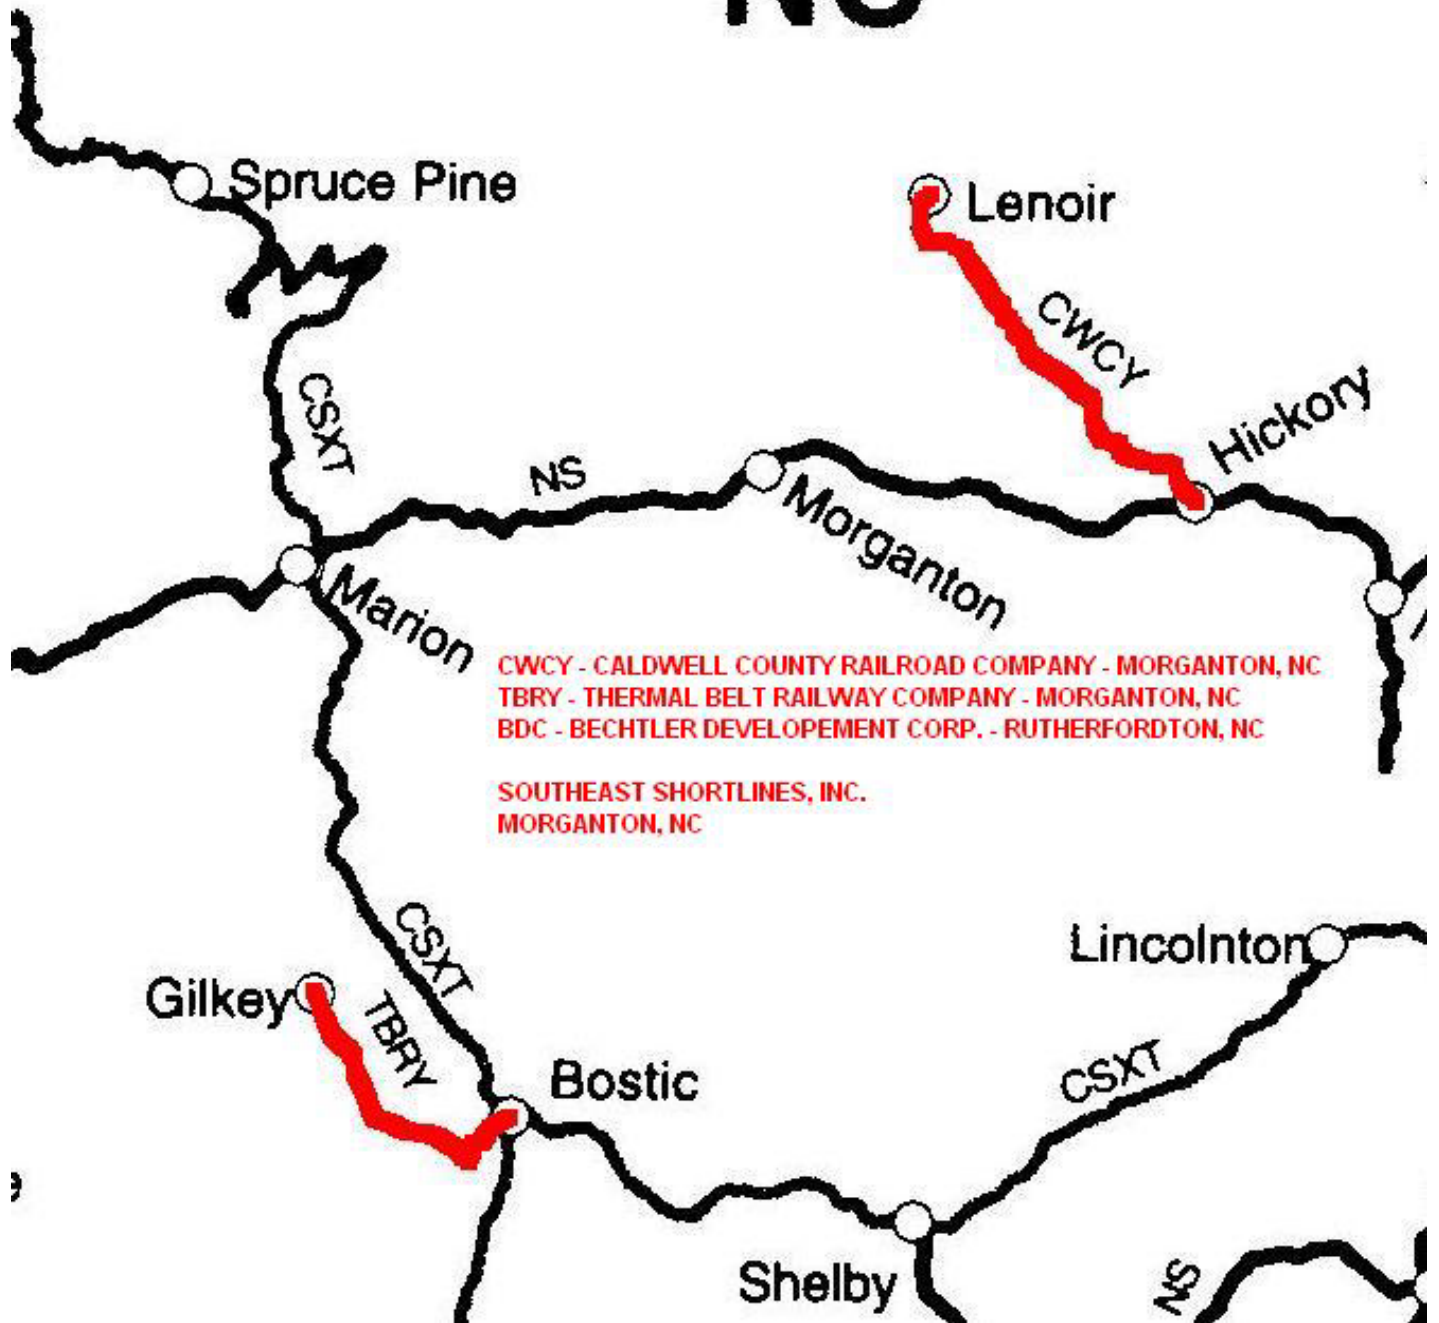 NC
Spruce Pine
Lenoir
CWCY
CSXT
Hickory
NS
Morganton
Marion
CWCY - CALDWELL COUNTY RAILROAD COMPANY - MORGANTON, NC
TBRY - THERMAL BELT RAILWAY COMPANY - MORGANTON, NC
BDC - BECHTLER DEVELOPEMENT CORP. - RUTHERFORDTON, NC
SOUTHEAST SHORTLINES, INC.
MORGANTON, NC
CSXT
Lincolnton
Gilkey
TBRY
CSXT
Bostic
e
Shelby
NS